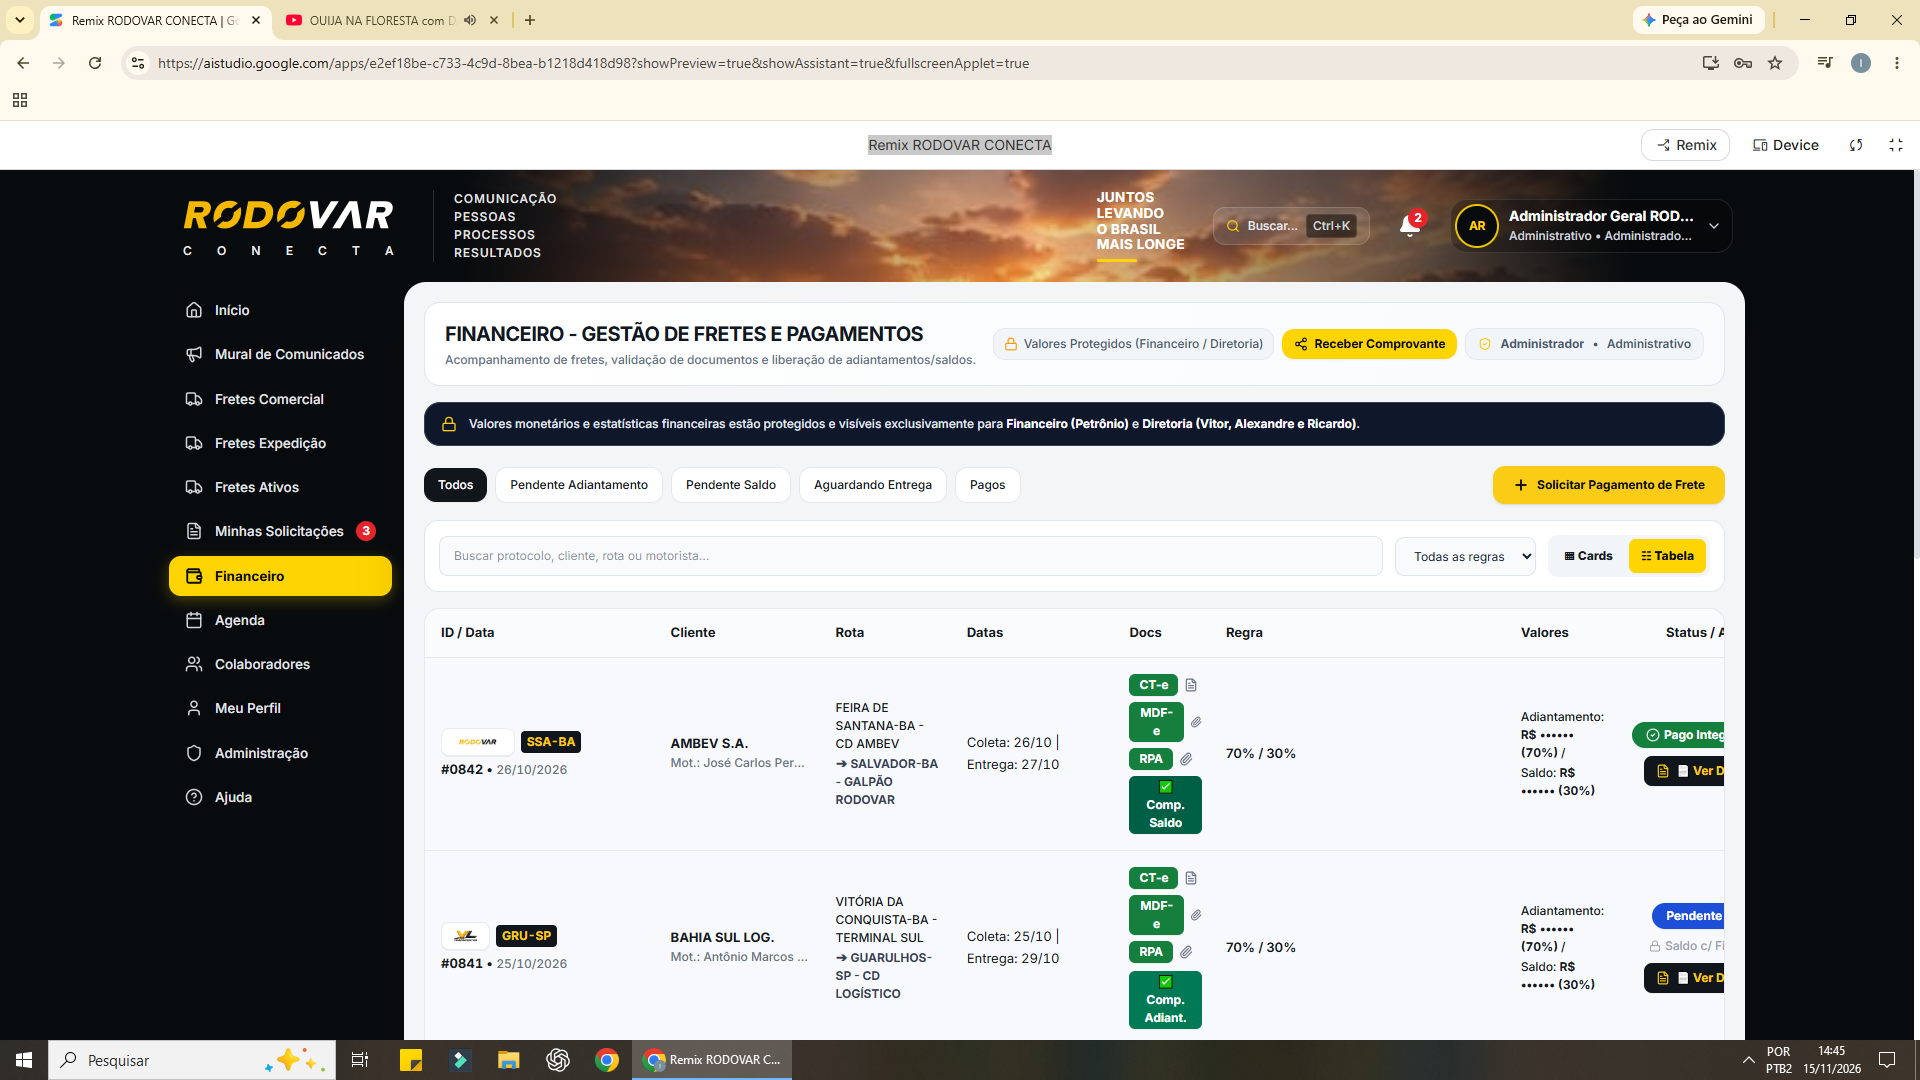 Remix RODOVAR CONECTA | G
OUIJA NA FLORESTA com D
Peça ao Gemini
https://aistudio.google.com/apps/e2ef18be-c733-4c9d-8bea-b1218d418d98?showPreview=true&showAssistant=true&fullscreenApplet=true
I
Remix RODOVAR CONECTA
Remix
Device
RODOVAR
CONECTA
COMUNICAÇÃO
PESSOAS
PROCESSOS
RESULTADOS
JUNTOS
LEVANDO
O BRASIL
MAIS LONGE
Buscar... Ctrl+K
2
AR
Administrador Geral ROD...
Administrativo • Administrado...
Início
Mural de Comunicados
Fretes Comercial
Fretes Expedição
Fretes Ativos
Minhas Solicitações 3
Financeiro
Agenda
Colaboradores
Meu Perfil
Administração
Ajuda
FINANCEIRO - GESTÃO DE FRETES E PAGAMENTOS
Acompanhamento de fretes, validação de documentos e liberação de adiantamentos/saldos.
Valores Protegidos (Financeiro / Diretoria)
Receber Comprovante
Administrador • Administrativo
Valores monetários e estatísticas financeiras estão protegidos e visíveis exclusivamente para Financeiro (Petrônio) e Diretoria (Vitor, Alexandre e Ricardo).
Todos
Pendente Adiantamento
Pendente Saldo
Aguardando Entrega
Pagos
+ Solicitar Pagamento de Frete
Buscar protocolo, cliente, rota ou motorista...
Todas as regras
Cards
Tabela
ID / Data
Cliente
Rota
Datas
Docs
Regra
Valores
Status / A
RODOVAR
SSA-BA
#0842 • 26/10/2026
AMBEV S.A.
Mot.: José Carlos Per...
FEIRA DE
SANTANA-BA -
CD AMBEV
➔ SALVADOR-BA
- GALPÃO
RODOVAR
Coleta: 26/10 |
Entrega: 27/10
CT-e
MDF-
e
RPA
✅
Comp.
Saldo
70% / 30%
Adiantamento:
R$ ••••••
(70%) /
Saldo: R$
•••••• (30%)
Pago Integ
Ver D
GRU-SP
#0841 • 25/10/2026
BAHIA SUL LOG.
Mot.: Antônio Marcos ...
VITÓRIA DA
CONQUISTA-BA -
TERMINAL SUL
➔ GUARULHOS-
SP - CD
LOGÍSTICO
Coleta: 25/10 |
Entrega: 29/10
CT-e
MDF-
e
RPA
✅
Comp.
Adiant.
70% / 30%
Adiantamento:
R$ ••••••
(70%) /
Saldo: R$
•••••• (30%)
Pendente
Saldo c/ Fi
Ver D
Pesquisar
Remix RODOVAR C...
POR
PTB2
14:45
15/11/2026